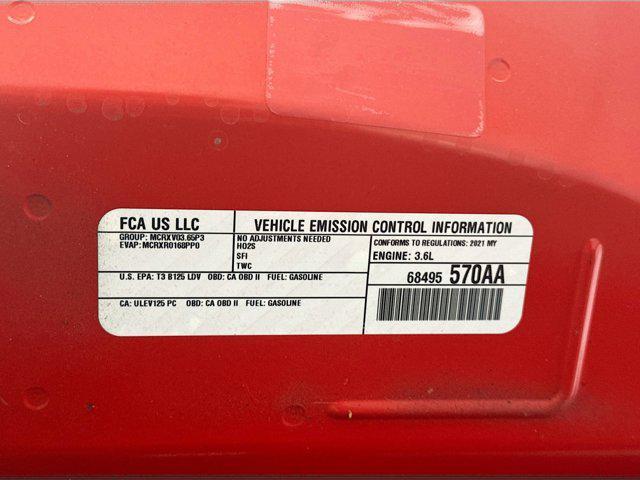 FCA US LLC
GROUP: MCRXV03.65P3
EVAP: MCRXR0168PP0
VEHICLE EMISSION CONTROL INFORMATION
NO ADJUSTMENTS NEEDED
HO2S
SFI
TWC
CONFORMS TO REGULATIONS: 2021 MY
ENGINE: 3.6L
U.S. EPA: T3 B125 LDV OBD: CA OBD II FUEL: GASOLINE
CA: ULEV125 PC OBD: CA OBD II FUEL: GASOLINE
68495 570AA